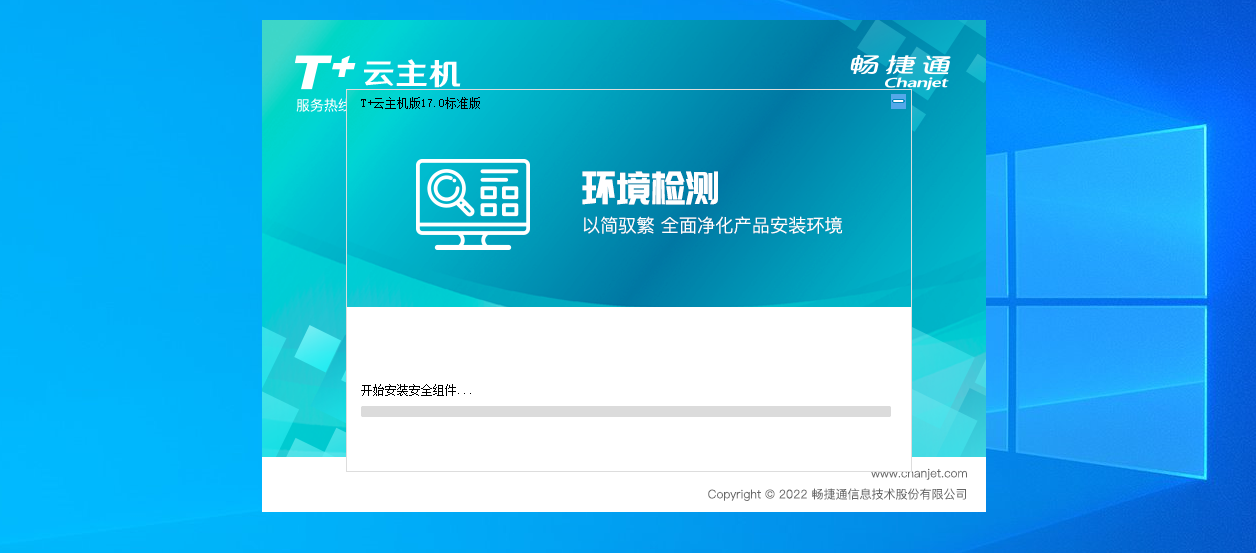 T+ 云主机
畅捷通
Chanjet
服务热
T+云主机版17.0标准版
环境检测
以简驭繁 全面净化产品安装环境
开始安装安全组件...
www.chanjet.com
Copyright © 2022 畅捷通信息技术股份有限公司